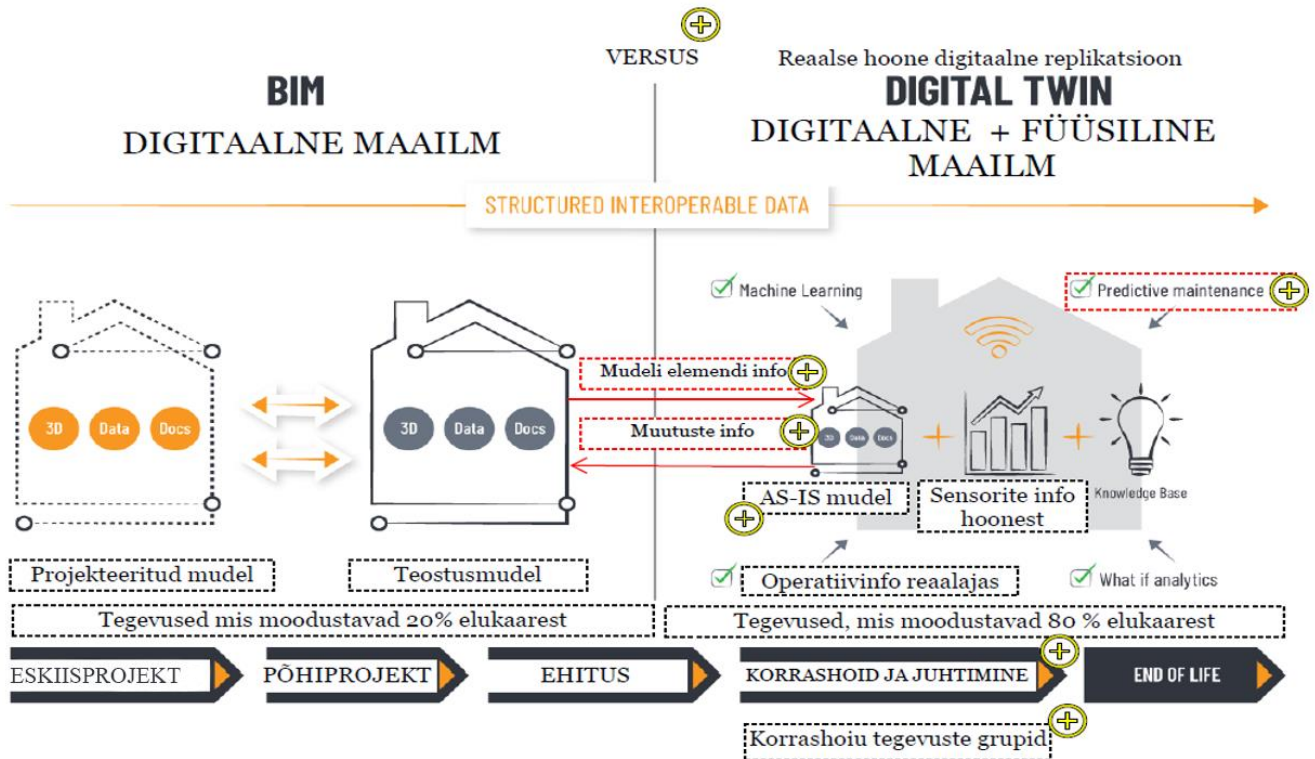 VERSUS
Reaalse hoone digitaalne replikatsioon
BIM
DIGITAL TWIN
DIGITAALNE MAAILM
DIGITAALNE + FÜÜSILINE
MAAILM
STRUCTURED INTEROPERABLE DATA
Machine Learning
Predictive maintenance
Mudeli elemendi info
3D Data Docs
3D Data Docs
Muutuste info
3D Data Docs
AS-IS mudel
Sensorite info
hoonest
Knowledge Base
Projekteeritud mudel
Teostusmudel
Operatiivinfo reaalajas
What if analytics
Tegevused mis moodustavad 20% elukaarest
Tegevused, mis moodustavad 80 % elukaarest
ESKIISPROJEKT
PÕHIPROJEKT
EHITUS
KORRASHOID JA JUHTIMINE
END OF LIFE
Korrashoiu tegevuste grupid